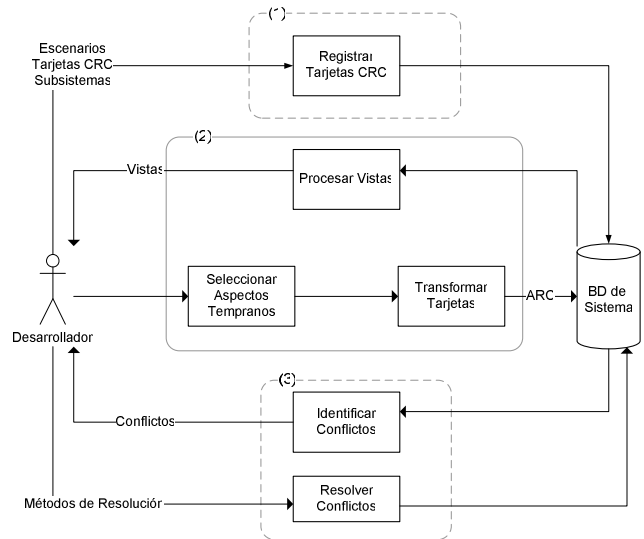 (1)
Escenarios
Tarjetas CRC
Subsistemas
Registrar
Tarjetas CRC
(2)
Vistas
Procesar Vistas
Seleccionar
Aspectos
Tempranos
Transformar
Tarjetas
ARC
BD de
Sistema
Desarrollador
(3)
Conflictos
Identificar
Conflictos
Métodos de Resolución
Resolver
Conflictos